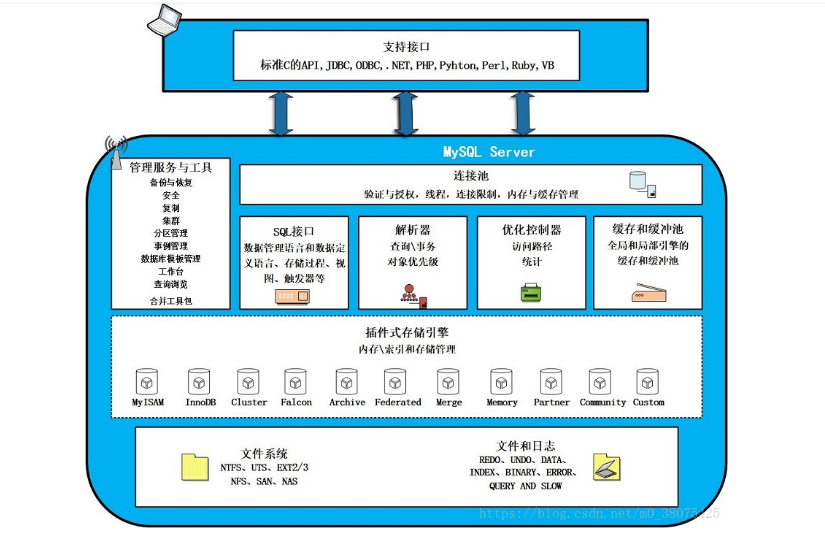 支持接口
标准C的API,JDBC,ODBC,.NET,PHP,Pyhton,Perl,Ruby,VB
MySQL Server
管理服务与工具
备份与恢复
安全
复制
集群
分区管理
事例管理
数据库模板管理
工作台
查询浏览
合并工具包
连接池
验证与授权，线程，连接限制，内存与缓存管理
SQL接口
数据管理语言和数据定
义语言、存储过程、视
图、触发器等
解析器
查询\事务
对象优先级
优化控制器
访问路径
统计
缓存和缓冲池
全局和局部引擎的
缓存和缓冲池
插件式存储引擎
内存\索引和存储管理
MyISAM InnoDB Cluster Falcon Archive Federated Merge Memory Partner Community Custom
文件系统
NTFS、UTS、EXT2/3
NFS、SAN、NAS
文件和日志
REDO、UNDO、DATA、
INDEX、BINARY、ERROR、
QUERY AND SLOW
https://blog.csdn.net/m0_38075425